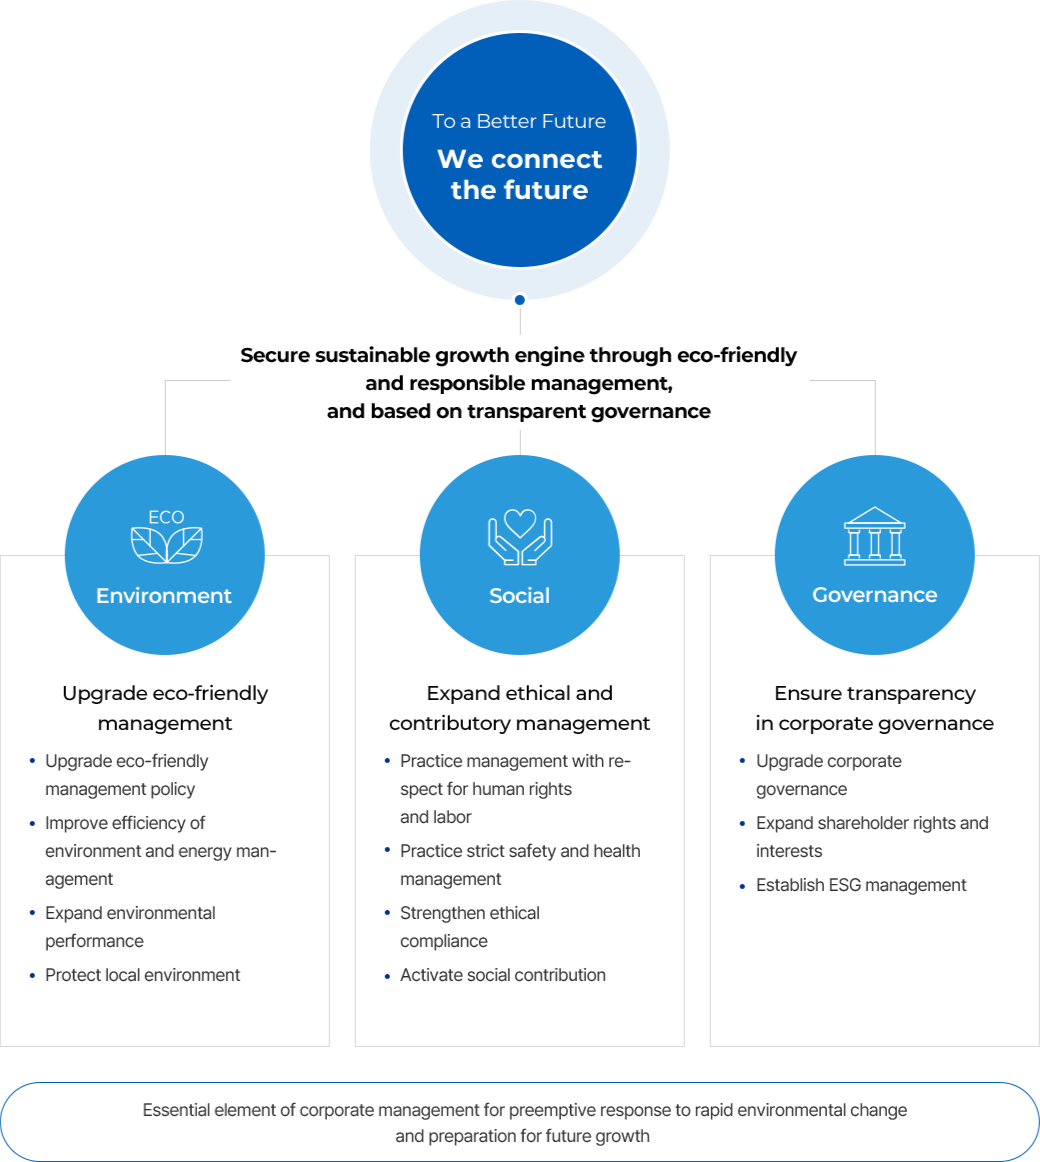 To a Better Future
We connect
the future
Secure sustainable growth engine through eco-friendly
and responsible management,
and based on transparent governance
ECO
Environment
Upgrade eco-friendly
management
• Upgrade eco-friendly
management policy
• Improve efficiency of
environment and energy man-
agement
• Expand environmental
performance
• Protect local environment
Social
Expand ethical and
contributory management
• Practice management with re-
spect for human rights
and labor
• Practice strict safety and health
management
• Strengthen ethical
compliance
• Activate social contribution
Governance
Ensure transparency
in corporate governance
• Upgrade corporate
governance
• Expand shareholder rights and
interests
• Establish ESG management
Essential element of corporate management for preemptive response to rapid environmental change
and preparation for future growth